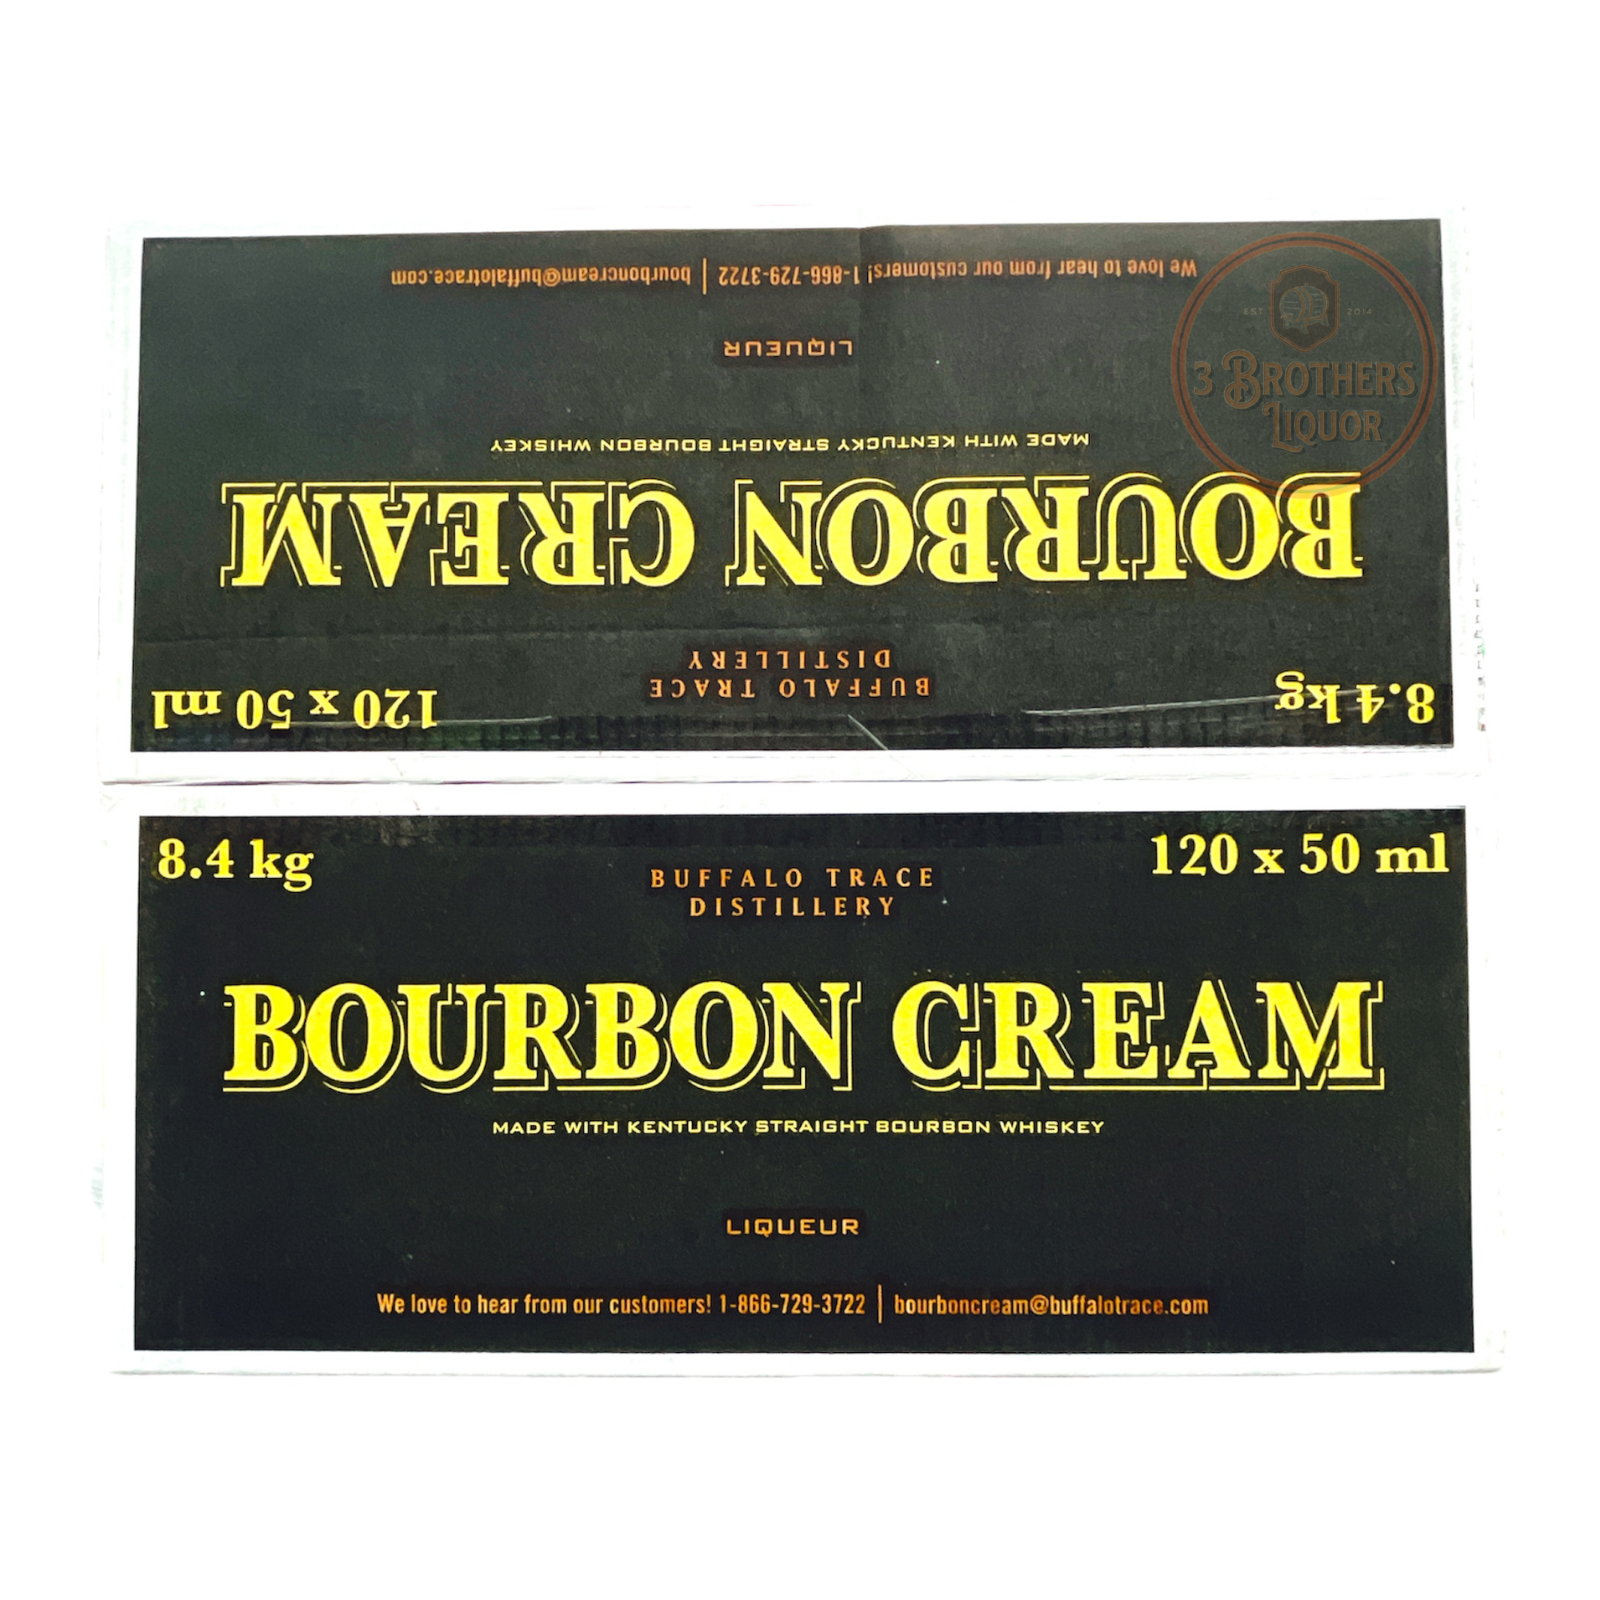 We love to hear from our customers! 1-866-729-3722 | bourboncream@buffalotrace.com
LIQUEUR
MADE WITH KENTUCKY STRAIGHT BOURBON WHISKEY
BOURBON CREAM
BUFFALO TRACE
DISTILLERY
8.4 kg
120 x 50 ml
EST 2014
3 BROTHERS
LIQUOR
8.4 kg
120 x 50 ml
BUFFALO TRACE
DISTILLERY
BOURBON CREAM
MADE WITH KENTUCKY STRAIGHT BOURBON WHISKEY
LIQUEUR
We love to hear from our customers! 1-866-729-3722 | bourboncream@buffalotrace.com